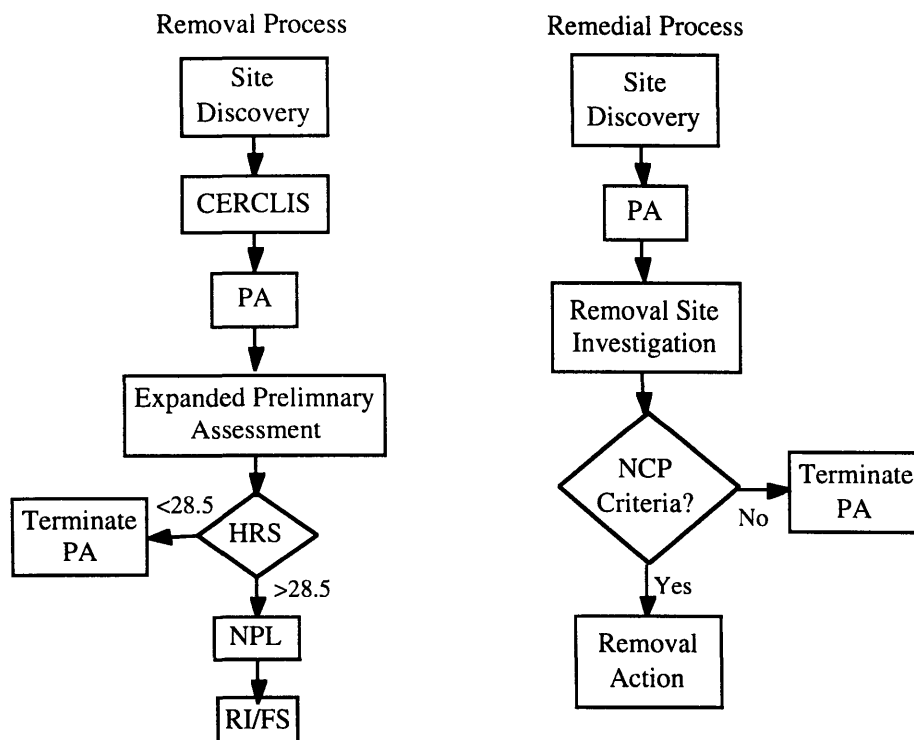 Removal Process
Site
Discovery
CERCLIS
PA
Expanded Prelimnary
Assessment
<28.5
Terminate
PA
HRS
>28.5
NPL
RI/FS
Remedial Process
Site
Discovery
PA
Removal Site
Investigation
NCP
Criteria?
No
Terminate
PA
Yes
Removal
Action